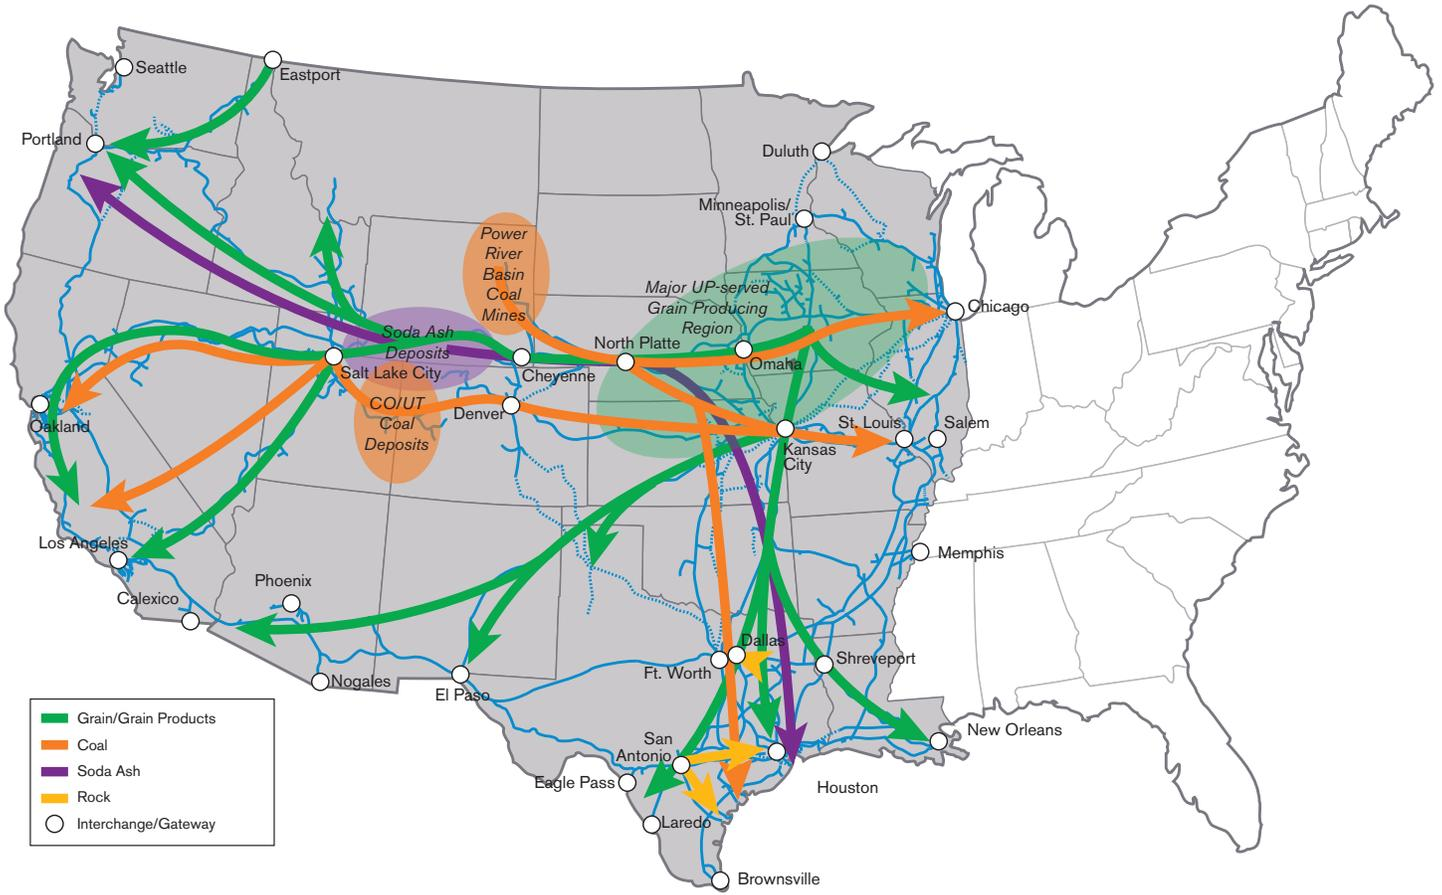 Seattle
Eastport
Portland
Duluth
Minneapolis/
St. Paul
Power
River
Basin
Coal
Mines
Major UP-served
Grain Producing
Region
Chicago
Soda Ash
Deposits
North Platte
Omaha
Salt Lake City
Cheyenne
CO/UT
Coal
Deposits
Denver
Oakland
St. Louis
Salem
Kansas
City
Los Angeles
Memphis
Phoenix
Calexico
Dallas
Ft. Worth
Shreveport
Nogales
El Paso
San
Antonio
New Orleans
Eagle Pass
Houston
Laredo
Brownsville
Grain/Grain Products
Coal
Soda Ash
Rock
Interchange/Gateway